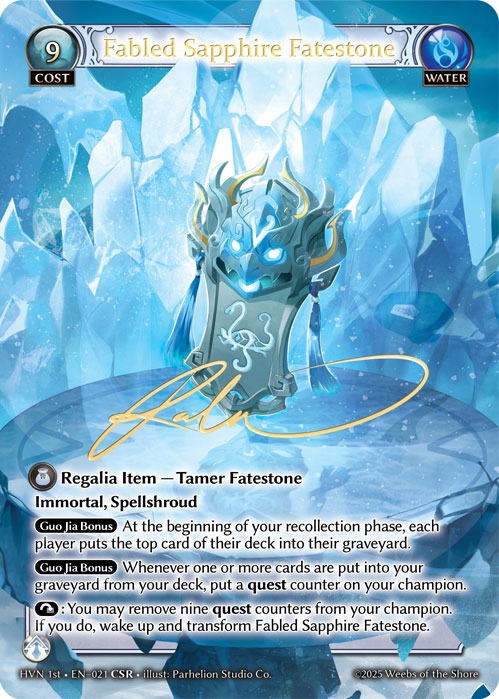 Fabled Sapphire Fatestone
9
COST
WATER
Regalia Item — Tamer Fatestone
Immortal, Spellshroud
Guo Jia Bonus At the beginning of your recollection phase, each
player puts the top card of their deck into their graveyard.
Guo Jia Bonus Whenever one or more cards are put into your
graveyard from your deck, put a quest counter on your champion.
: You may remove nine quest counters from your champion.
If you do, wake up and transform Fabled Sapphire Fatestone.
HVN 1st • EN-021 CSR • illust: Parhelion Studio Co.
©2025 Weebs of the Shore